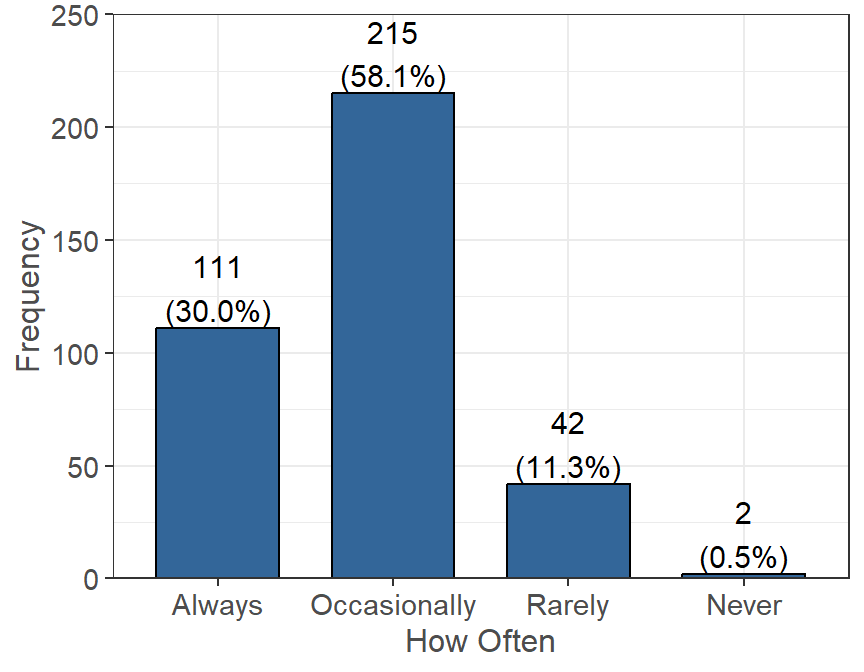 250
200
150
100
50
0
Frequency
111
(30.0%)
215
(58.1%)
42
(11.3%)
2
(0.5%)
Always
Occasionally
Rarely
Never
How Often